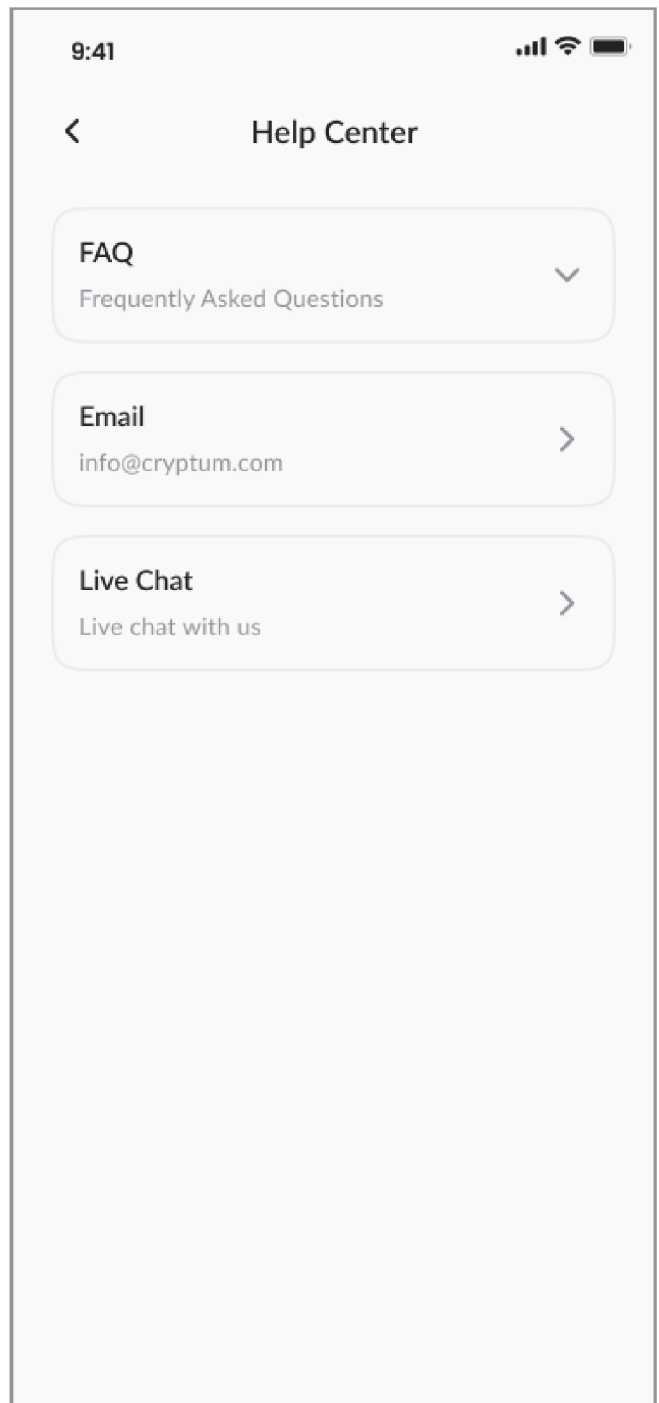 9:41
Help Center
FAQ
Frequently Asked Questions
Email
info@cryptum.com
Live Chat
Live chat with us